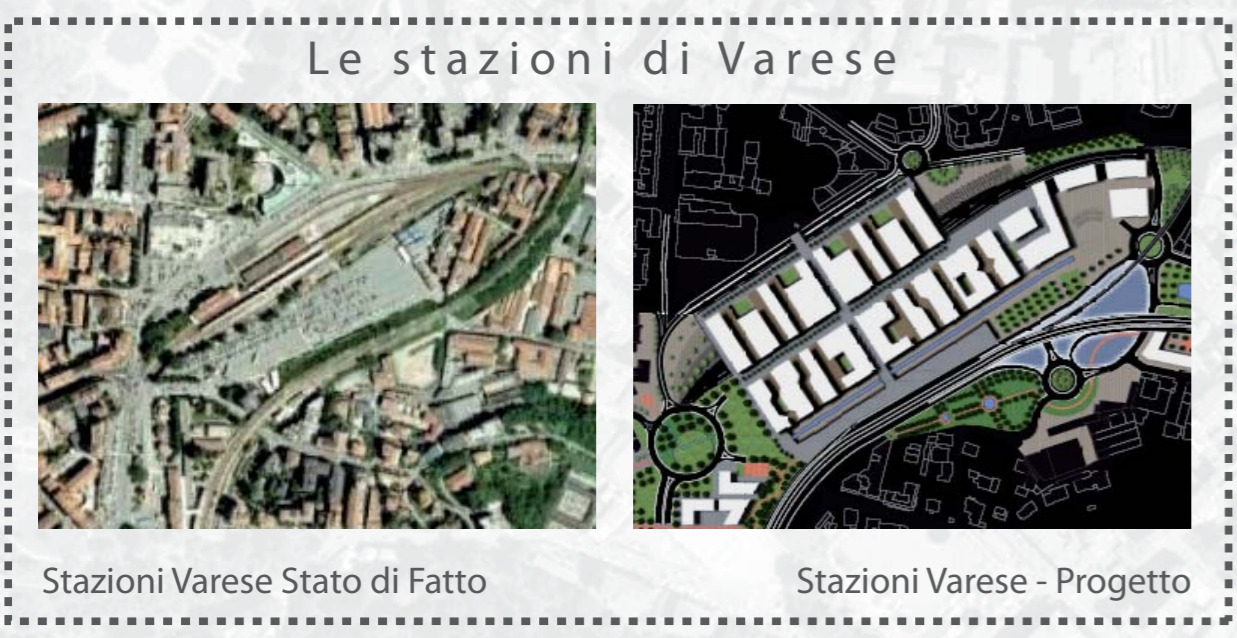 Le stazioni di Varese
Stazioni Varese Stato di Fatto
Stazioni Varese - Progetto